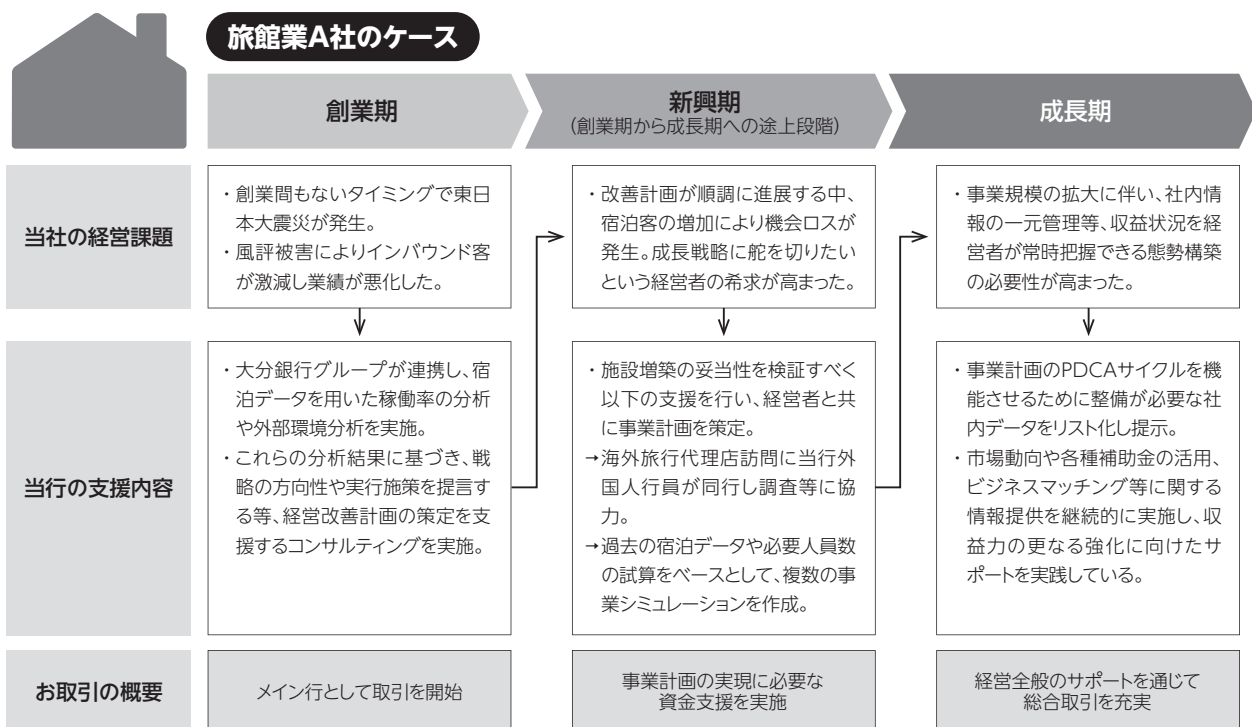 旅館業A社のケース
創業期
新興期
(創業期から成長期への途上段階)
成長期
当社の経営課題
・創業間もないタイミングで東日
本大震災が発生。
・風評被害によりインバウンド客
が激減し業績が悪化した。
・改善計画が順調に進展する中、
宿泊客の増加により機会ロスが
発生。成長戦略に舵を切りたい
という経営者の希求が高まった。
・事業規模の拡大に伴い、社内情
報の一元管理等、収益状況を経
営者が常時把握できる態勢構築
の必要性が高まった。
当行の支援内容
・大分銀行グループが連携し、宿
泊データを用いた稼働率の分析
や外部環境分析を実施。
・これらの分析結果に基づき、戦
略の方向性や実行施策を提言す
る等、経営改善計画の策定を支
援するコンサルティングを実施。
・施設増築の妥当性を検証すべく
以下の支援を行い、経営者と共
に事業計画を策定。
→海外旅行代理店訪問に当行外
国人行員が同行し調査等に協
力。
→過去の宿泊データや必要人員数
の試算をベースとして、複数の事
業シミュレーションを作成。
・事業計画のPDCAサイクルを機
能させるために整備が必要な社
内データをリスト化し提示。
・市場動向や各種補助金の活用、
ビジネスマッチング等に関する
情報提供を継続的に実施し、収
益力の更なる強化に向けたサ
ポートを実践している。
お取引の概要
メイン行として取引を開始
事業計画の実現に必要な
資金支援を実施
経営全般のサポートを通じて
総合取引を充実